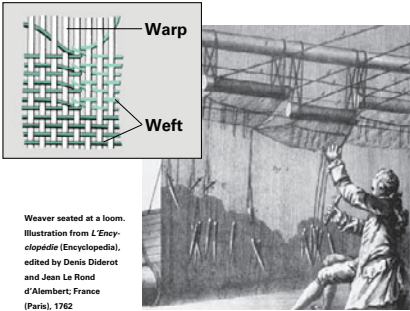 Warp
Weft
Weaver seated at a loom.
Illustration from L'Ency-
clopédie (Encyclopedia),
edited by Denis Diderot
and Jean Le Rond
d'Alembert; France
(Paris), 1762